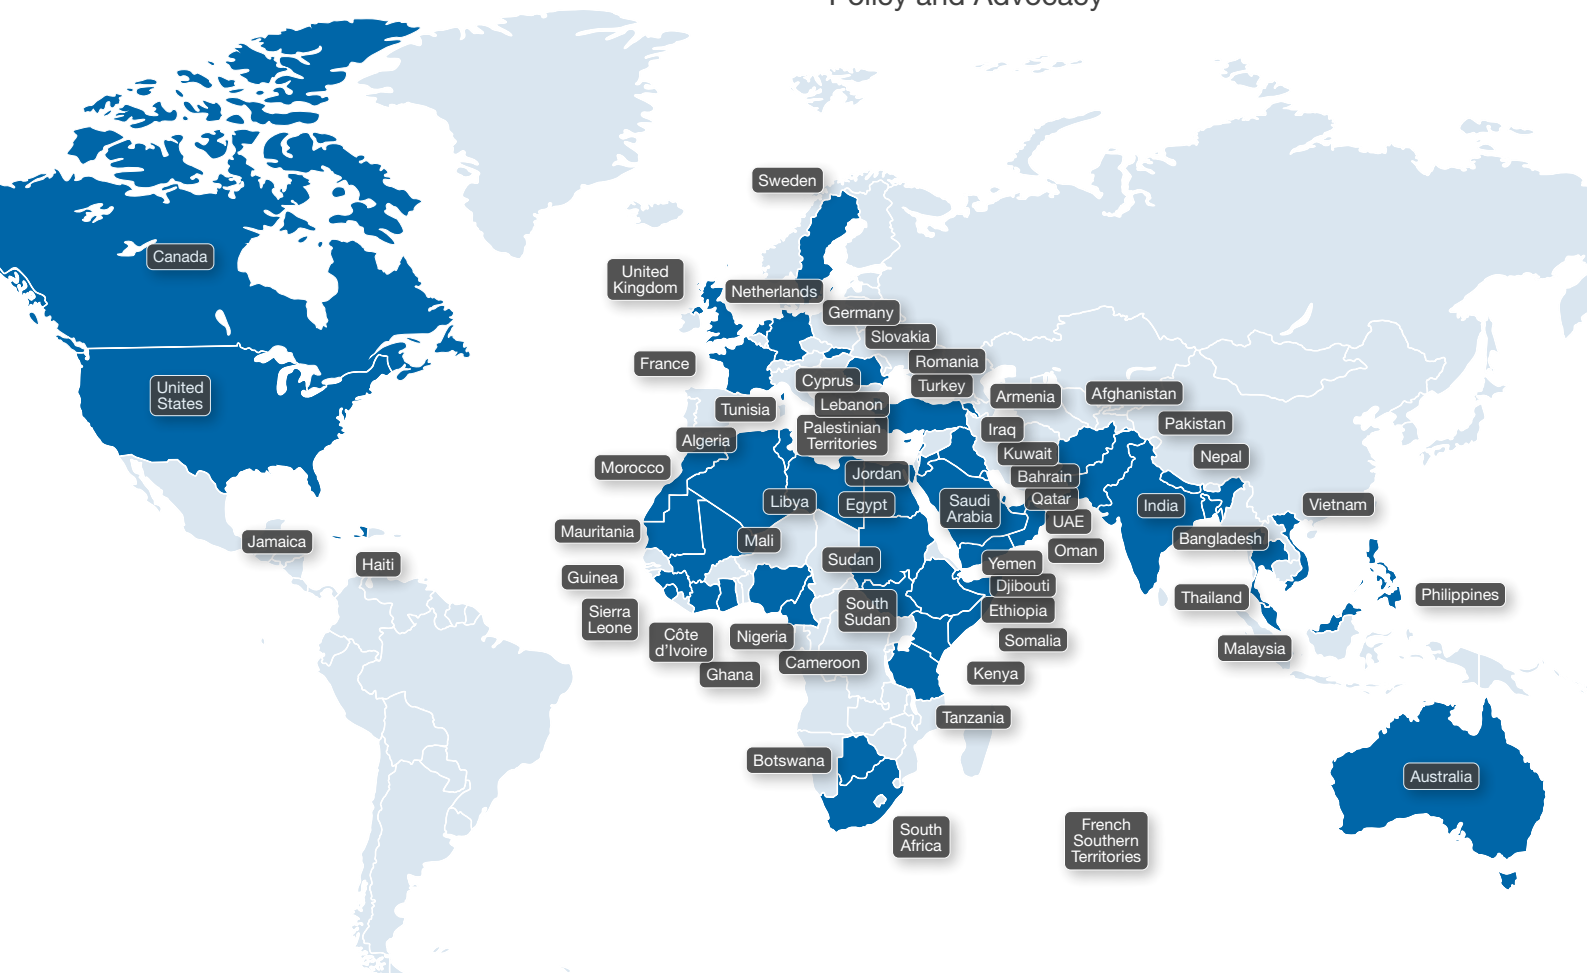 Policy and Advocacy
Sweden
Canada
United
Kingdom
Netherlands
Germany
Slovakia
France
Romania
United
States
Cyprus
Turkey
Armenia
Afghanistan
Tunisia
Lebanon
Palestinian
Territories
Iraq
Pakistan
Algeria
Kuwait
Nepal
Morocco
Jordan
Bahrain
Libya
Egypt
Saudi
Arabia
Qatar
India
Vietnam
UAE
Mauritania
Mali
Bangladesh
Jamaica
Oman
Haiti
Sudan
Yemen
Guinea
Djibouti
Sierra
Leone
South
Sudan
Ethiopia
Thailand
Philippines
Côte
d'Ivoire
Nigeria
Somalia
Malaysia
Cameroon
Ghana
Kenya
Tanzania
Botswana
Australia
South
Africa
French
Southern
Territories